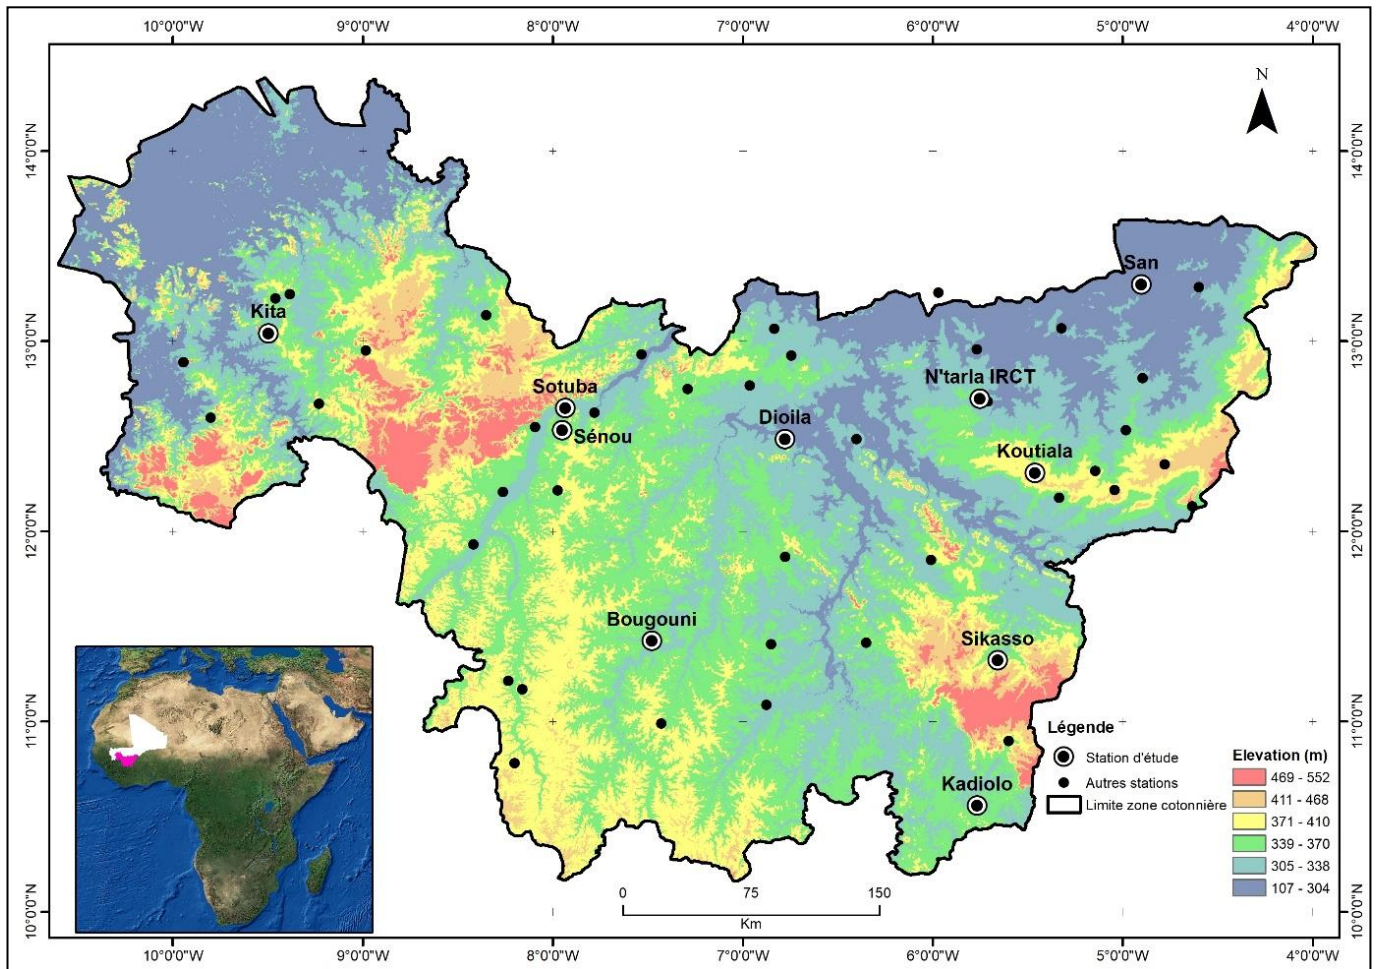 10°0'0"W 9°0'0"W 8°0'0"W 7°0'0"W 6°0'0"W 5°0'0"W 4°0'0"W
N
14°0'0"N 14°0'0"N
San
Kita
13°0'0"N 13°0'0"N
N'tarla IRCT
Sotuba
Dioila
Sénou
Koutiala
12°0'0"N 12°0'0"N
Bougouni
Sikasso
11°0'0"N 11°0'0"N
Légende
Station d'étude
Autres stations
Limite zone cotonnière
Elevation (m)
469 - 552
411 - 468
371 - 410
339 - 370
305 - 338
107 - 304
Kadiolo
0 75 150
Km
10°0'0"N 10°0'0"N
10°0'0"W 9°0'0"W 8°0'0"W 7°0'0"W 6°0'0"W 5°0'0"W 4°0'0"W